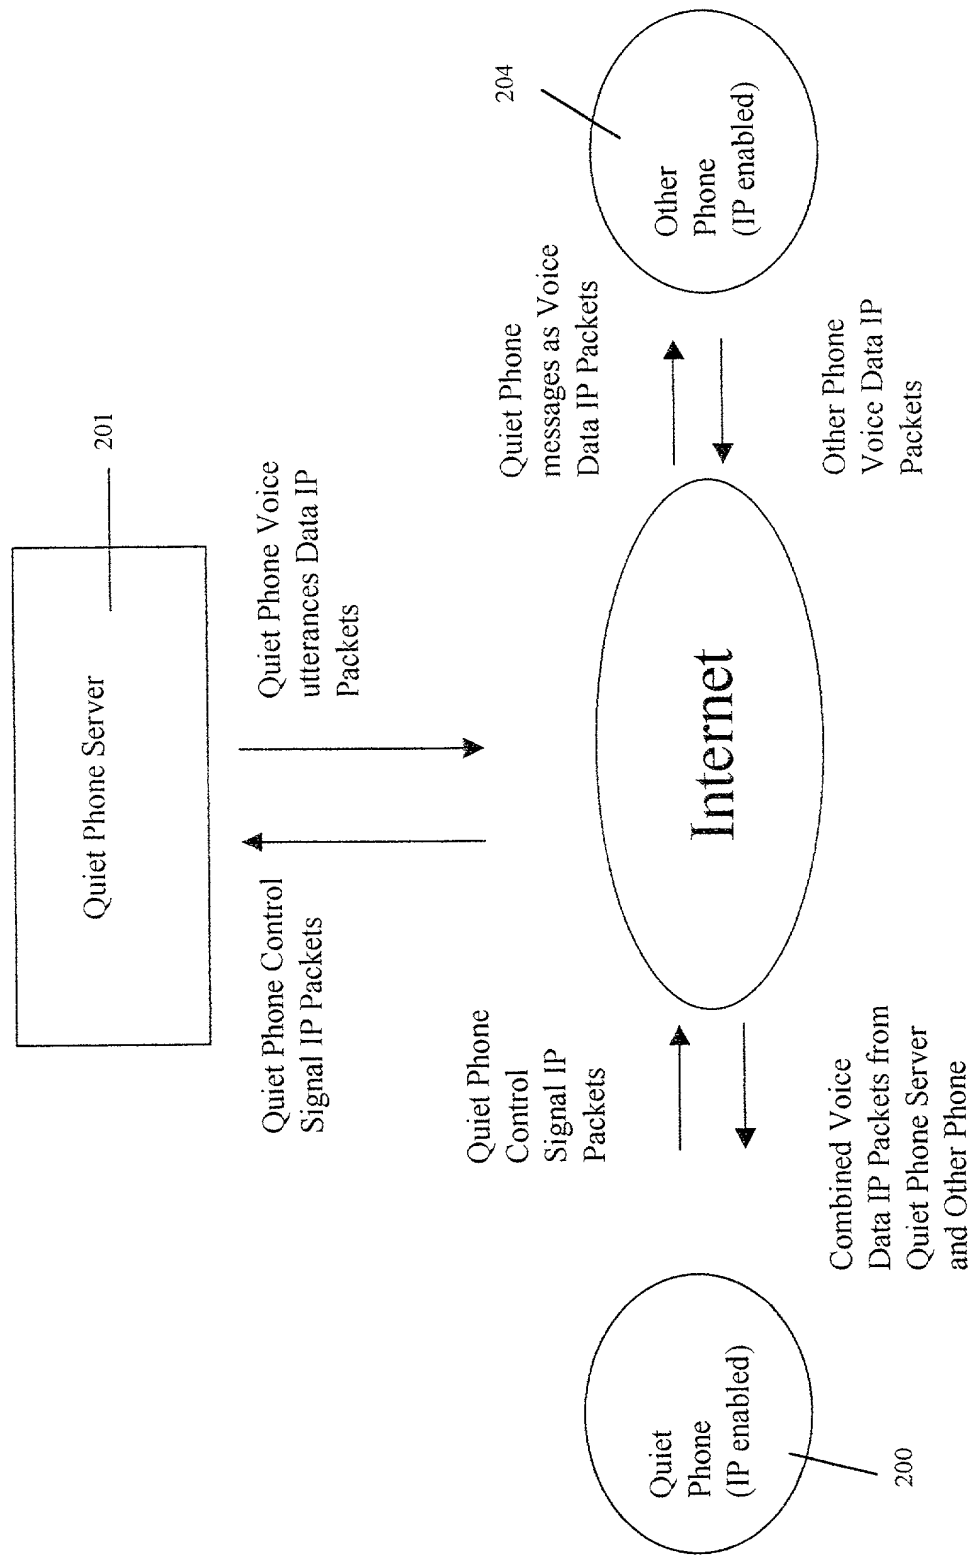 Quiet Phone Server
201
Quiet Phone Control
Signal IP Packets
Quiet Phone Voice
utterances Data IP
Packets
Quiet Phone
Control
Signal IP
Packets
Quiet Phone
messages as Voice
Data IP Packets
204
Quiet
Phone
(IP enabled)
200
Internet
Other
Phone
(IP enabled)
Combined Voice
Data IP Packets from
Quiet Phone Server
and Other Phone
Other Phone
Voice Data IP
Packets